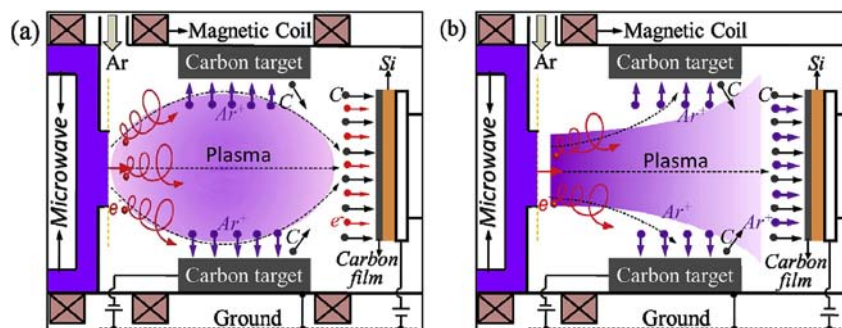 (a)
Magnetic Coil
Ar
Carbon target
Si
C
C
Ar⁺
Microwave
Plasma
e⁻
e⁻
Ar⁺
C
Carbon target
Carbon film
Ground
(b)
Magnetic Coil
Ar
Carbon target
Si
C
C
Ar⁺
Microwave
Plasma
e⁻
Ar⁺
Ar⁺
C
Carbon target
Carbon film
Ground